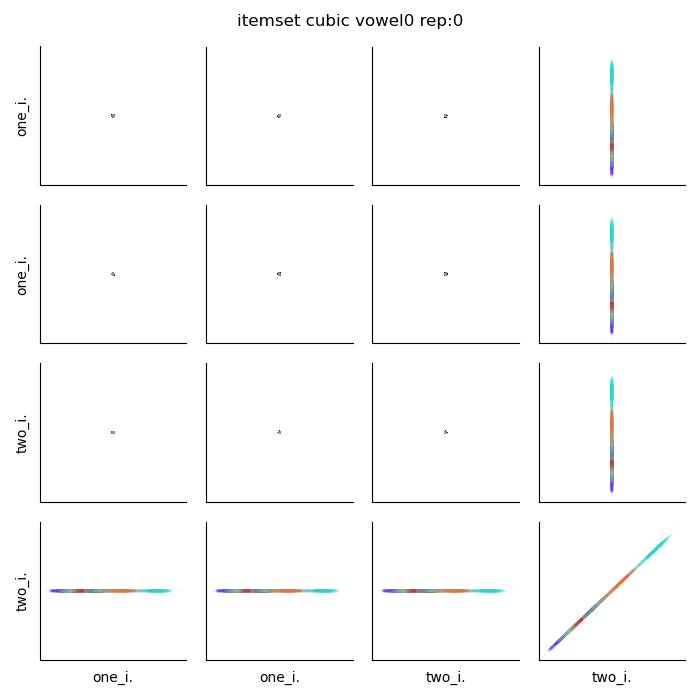 itemset cubic vowel0 rep:0
one_i.
one_i.
two_i.
two_i.
one_i. one_i. two_i. two_i.